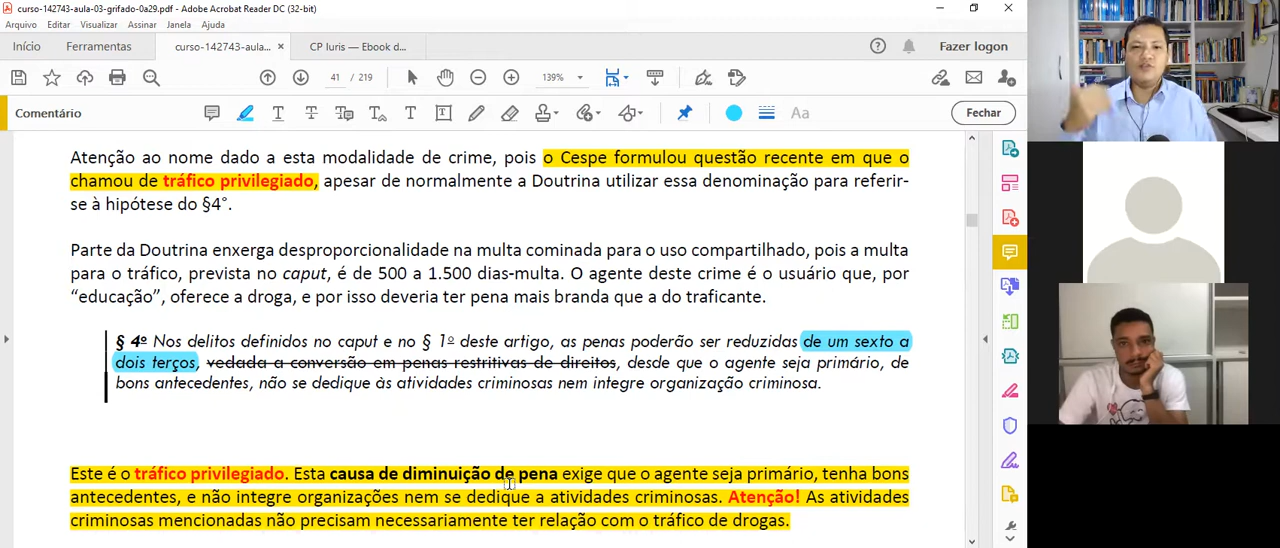 curso-142743-aula-03-grifado-0a29.pdf - Adobe Acrobat Reader DC (32-bit)
Arquivo Editar Visualizar Assinar Janela Ajuda
Início Ferramentas curso-142743-aula... × CP Iuris — Ebook d... Fazer logon
41 / 219 139%
Comentário Aa Fechar
Atenção ao nome dado a esta modalidade de crime, pois o Cespe formulou questão recente em que o
chamou de tráfico privilegiado, apesar de normalmente a Doutrina utilizar essa denominação para referir-
se à hipótese do §4°.
Parte da Doutrina enxerga desproporcionalidade na multa cominada para o uso compartilhado, pois a multa
para o tráfico, prevista no caput, é de 500 a 1.500 dias-multa. O agente deste crime é o usuário que, por
“educação”, oferece a droga, e por isso deveria ter pena mais branda que a do traficante.
§ 4º Nos delitos definidos no caput e no § 1º deste artigo, as penas poderão ser reduzidas de um sexto a
dois terços, vedada a conversão em penas restritivas de direitos, desde que o agente seja primário, de
bons antecedentes, não se dedique às atividades criminosas nem integre organização criminosa.
Este é o tráfico privilegiado. Esta causa de diminuição de pena exige que o agente seja primário, tenha bons
antecedentes, e não integre organizações nem se dedique a atividades criminosas. Atenção! As atividades
criminosas mencionadas não precisam necessariamente ter relação com o tráfico de drogas.